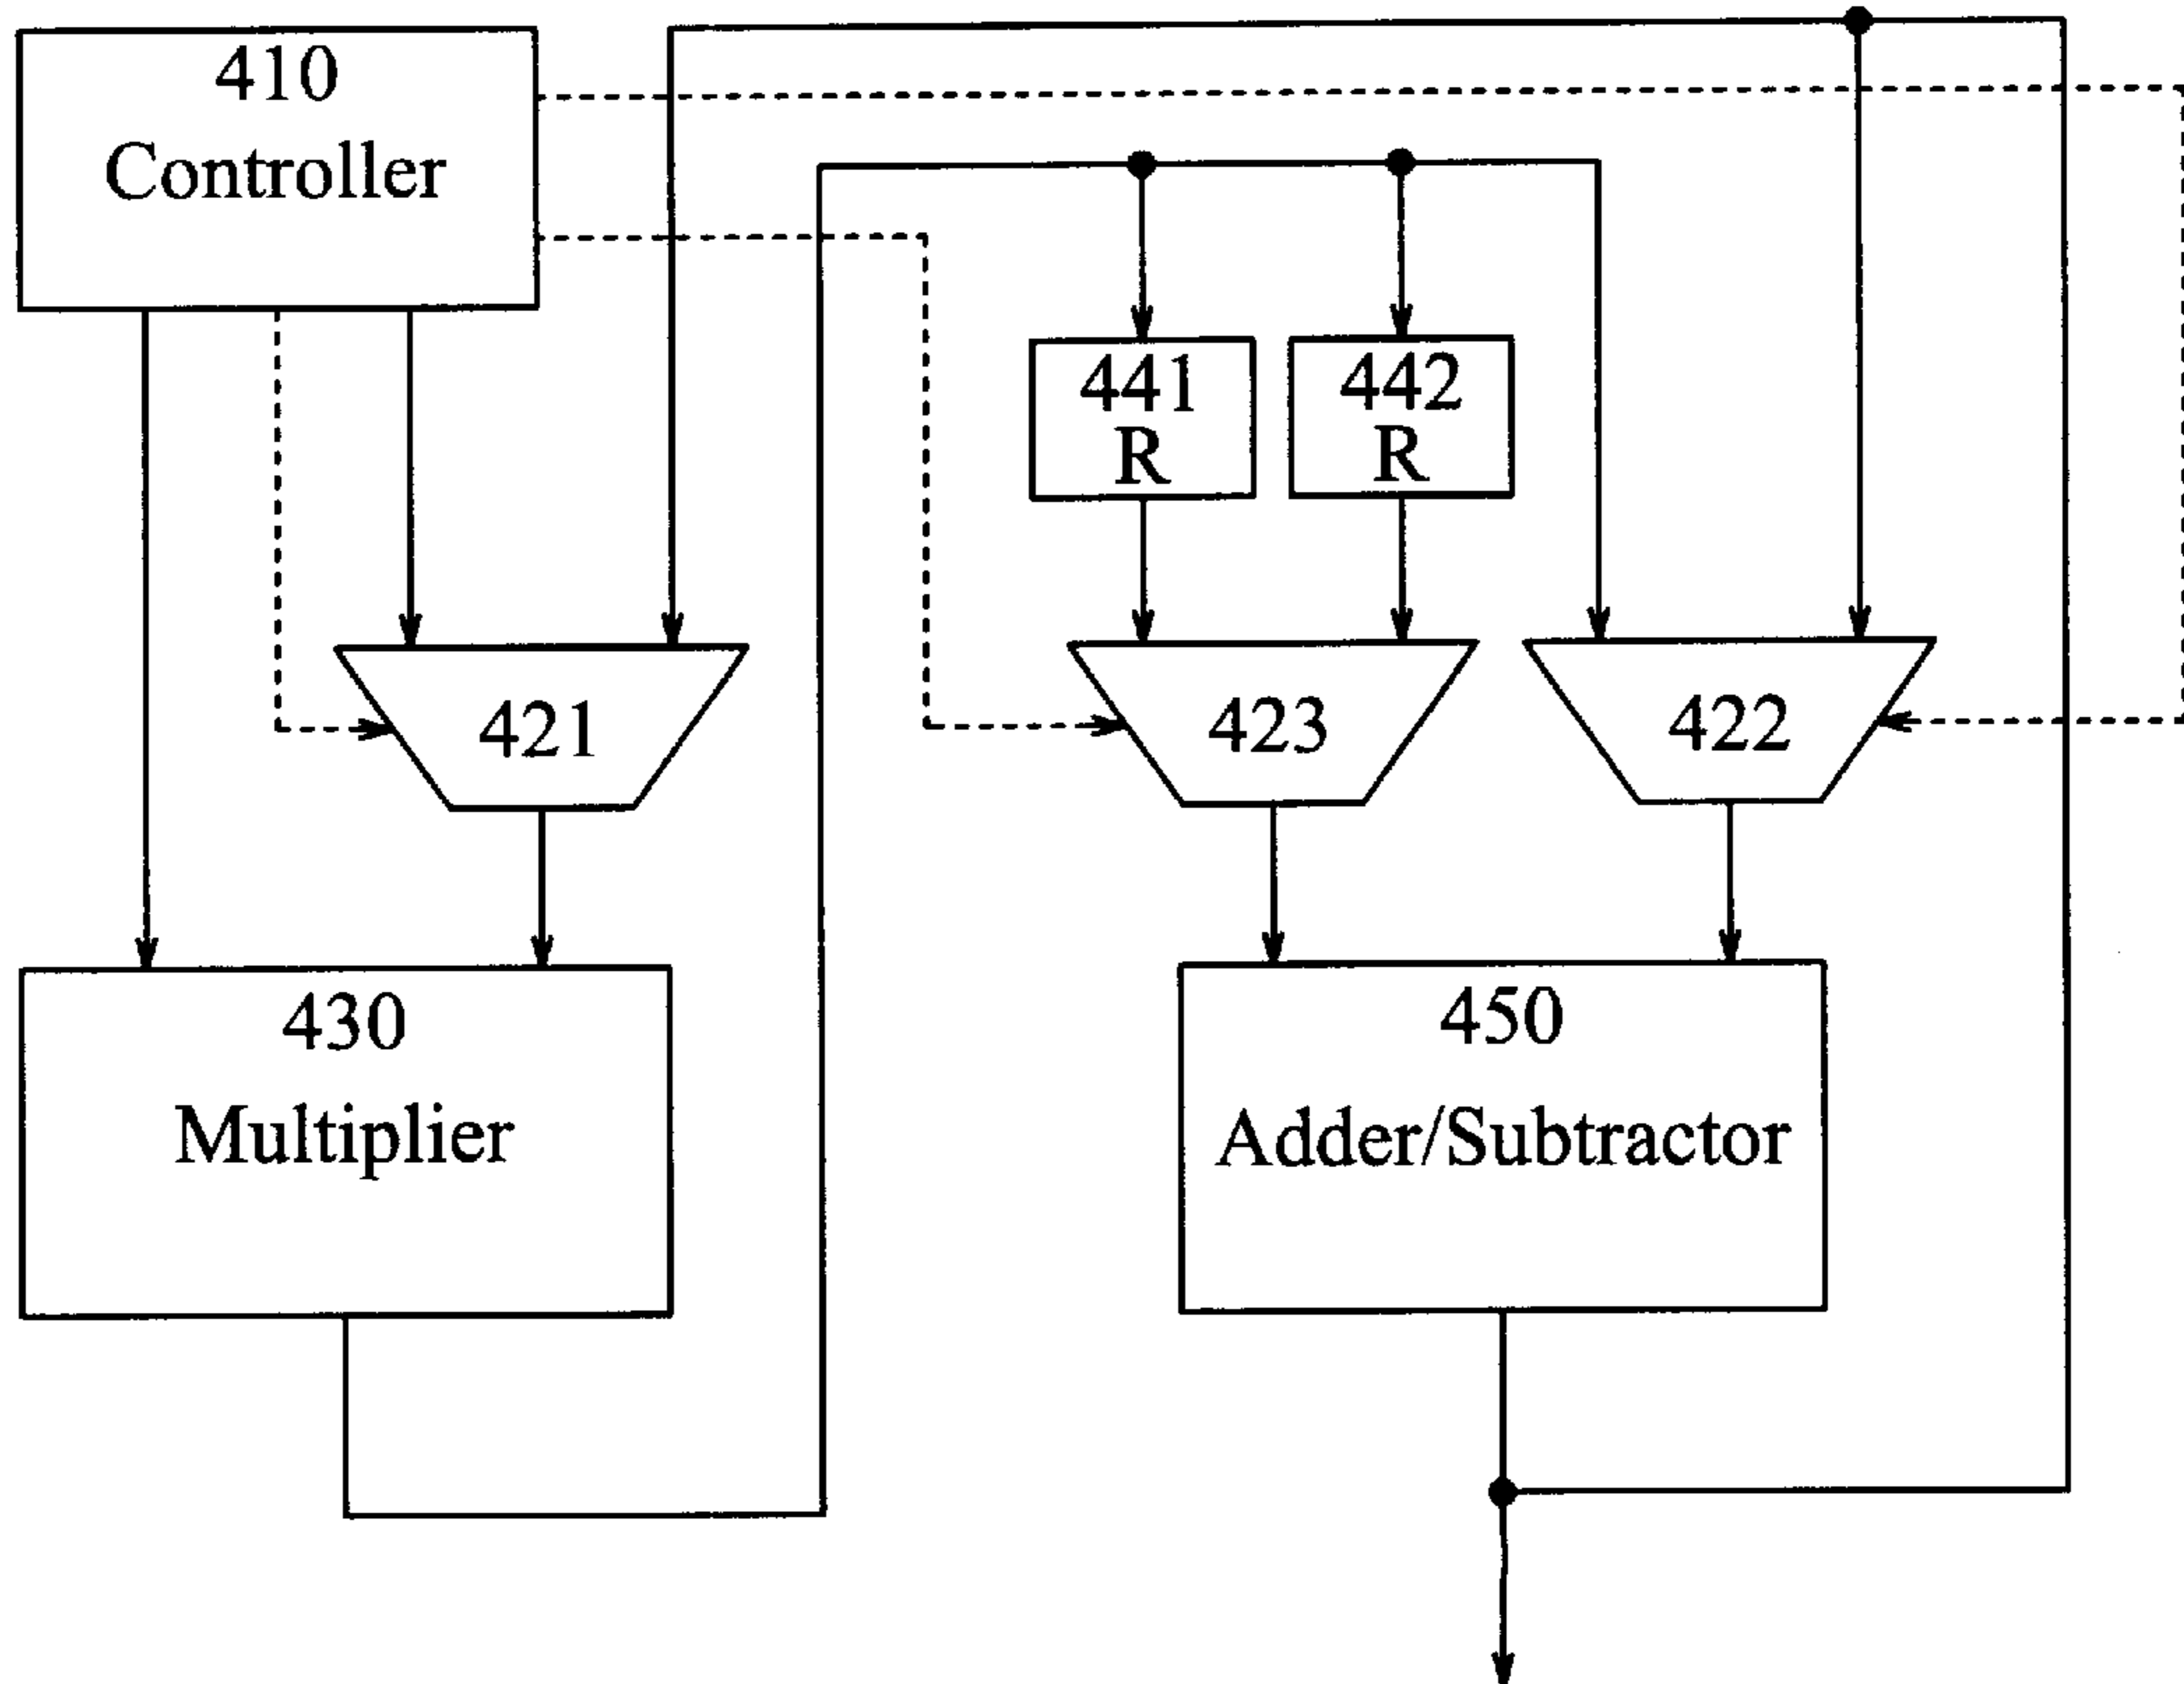 410
Controller
441
R
442
R
421
423
422
430
Multiplier
450
Adder/Subtractor